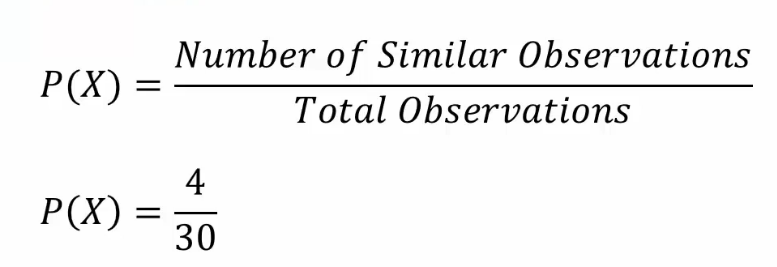 P(X) = Number of Similar Observations / Total Observations
P(X) = 4 / 30